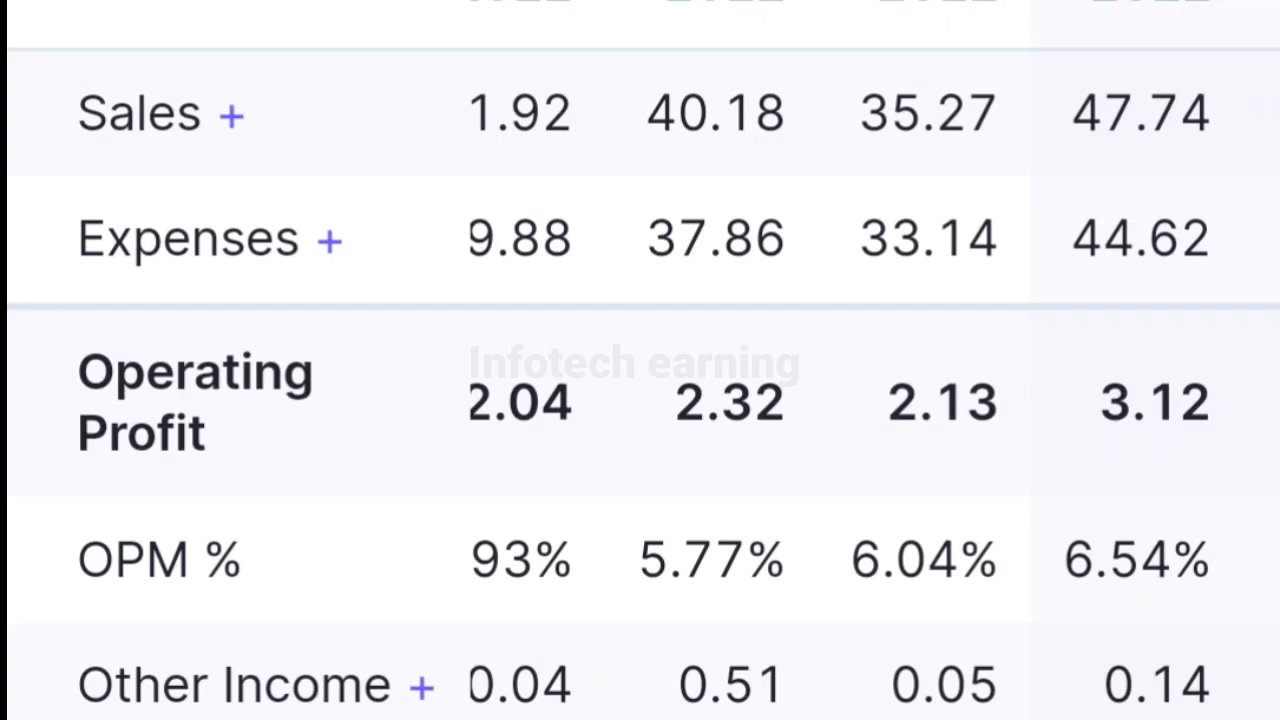 Sales + 1.92 40.18 35.27 47.74
Expenses + 9.88 37.86 33.14 44.62
Infotech earning
Operating
Profit 2.04 2.32 2.13 3.12
OPM % 93% 5.77% 6.04% 6.54%
Other Income + 0.04 0.51 0.05 0.14